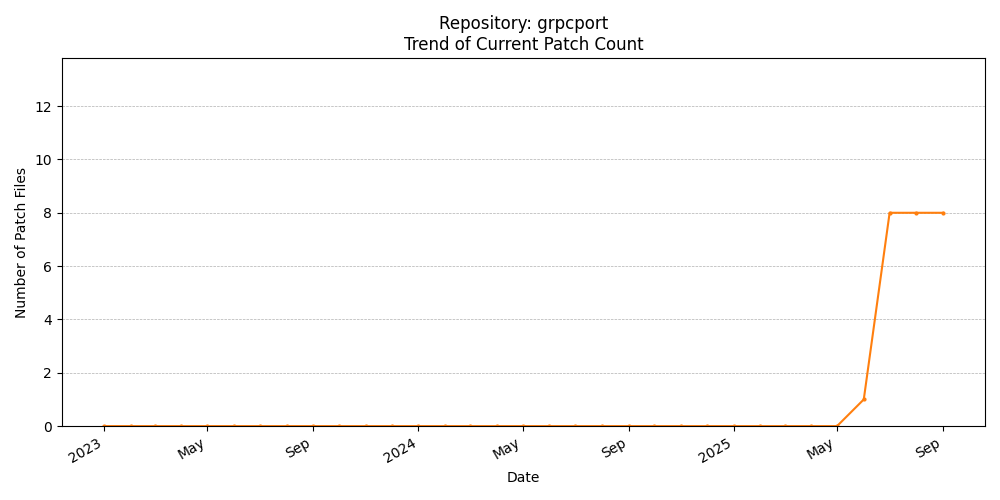 Repository: grpcport
Trend of Current Patch Count
Number of Patch Files
12
10
8
6
4
2
0
2023
May
Sep
2024
May
Sep
2025
May
Sep
Date